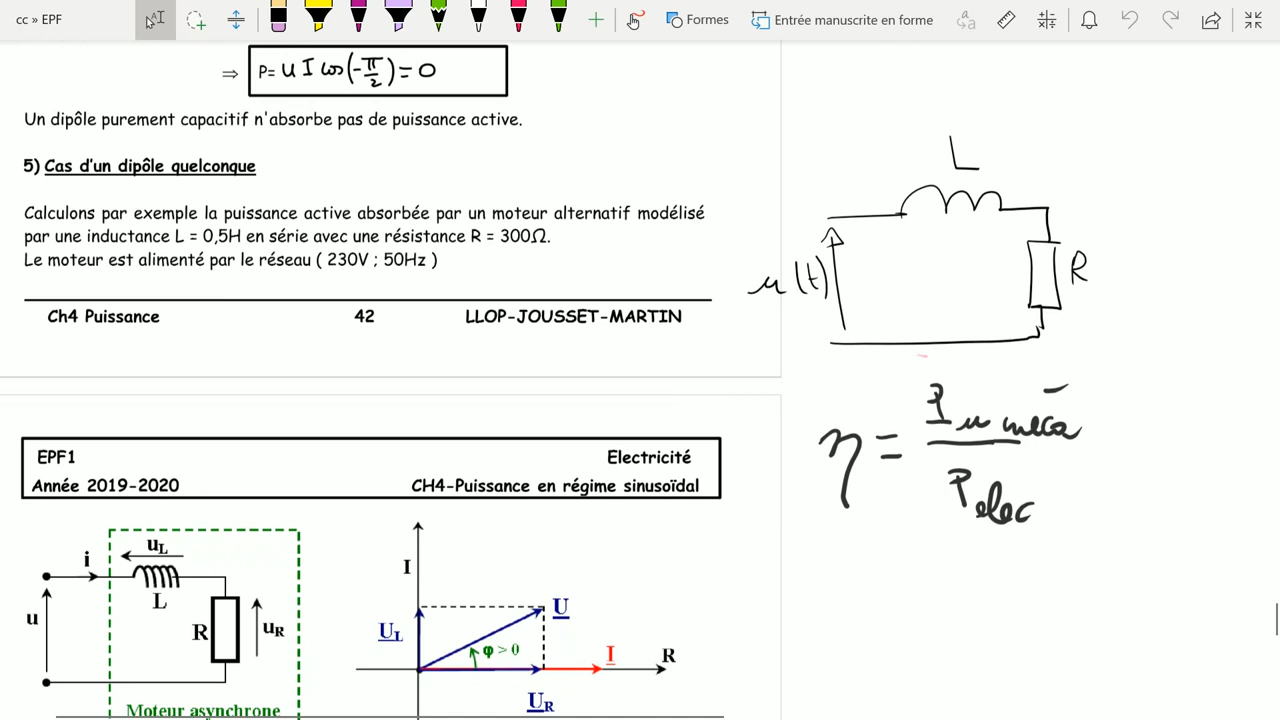 cc » EPF
Formes
Entrée manuscrite en forme
⇒ P= U I cos(-π/2) = 0
Un dipôle purement capacitif n'absorbe pas de puissance active.
5) Cas d'un dipôle quelconque
Calculons par exemple la puissance active absorbée par un moteur alternatif modélisé
par une inductance L = 0,5H en série avec une résistance R = 300Ω.
Le moteur est alimenté par le réseau ( 230V ; 50Hz )
Ch4 Puissance 42 LLOP-JOUSSET-MARTIN
L
u(t)
R
η = Pu méca / Pelec
EPF1 Electricité
Année 2019-2020 CH4-Puissance en régime sinusoïdal
i
uL
L
u
R
uR
Moteur asynchrone
I
UL
U
φ > 0
I
R
UR